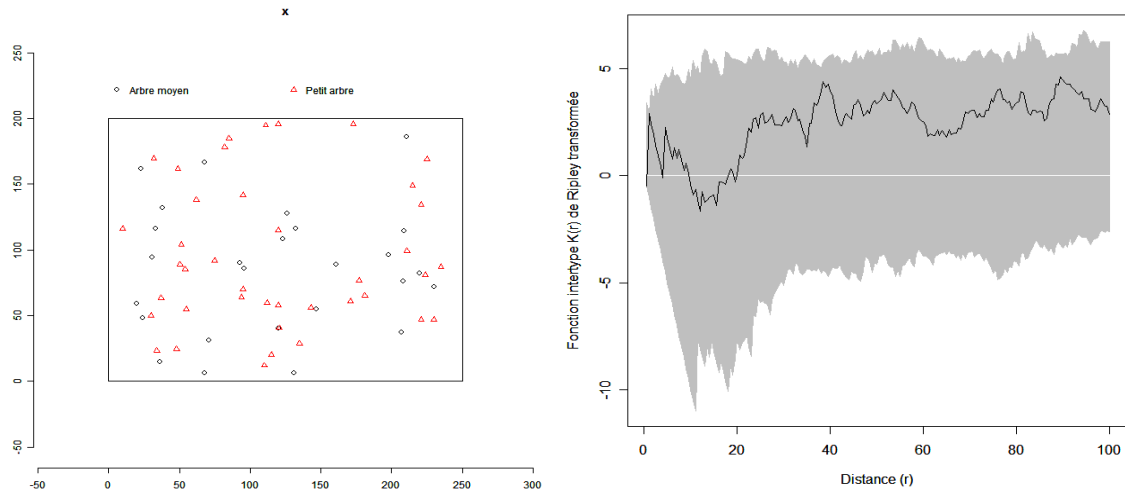 x
250
200
150
100
50
0
-50
Arbre moyen
Petit arbre
-50 0 50 100 150 200 250 300
Fonction intertype K(r) de Ripley transformée
5
0
-5
-10
0 20 40 60 80 100
Distance (r)